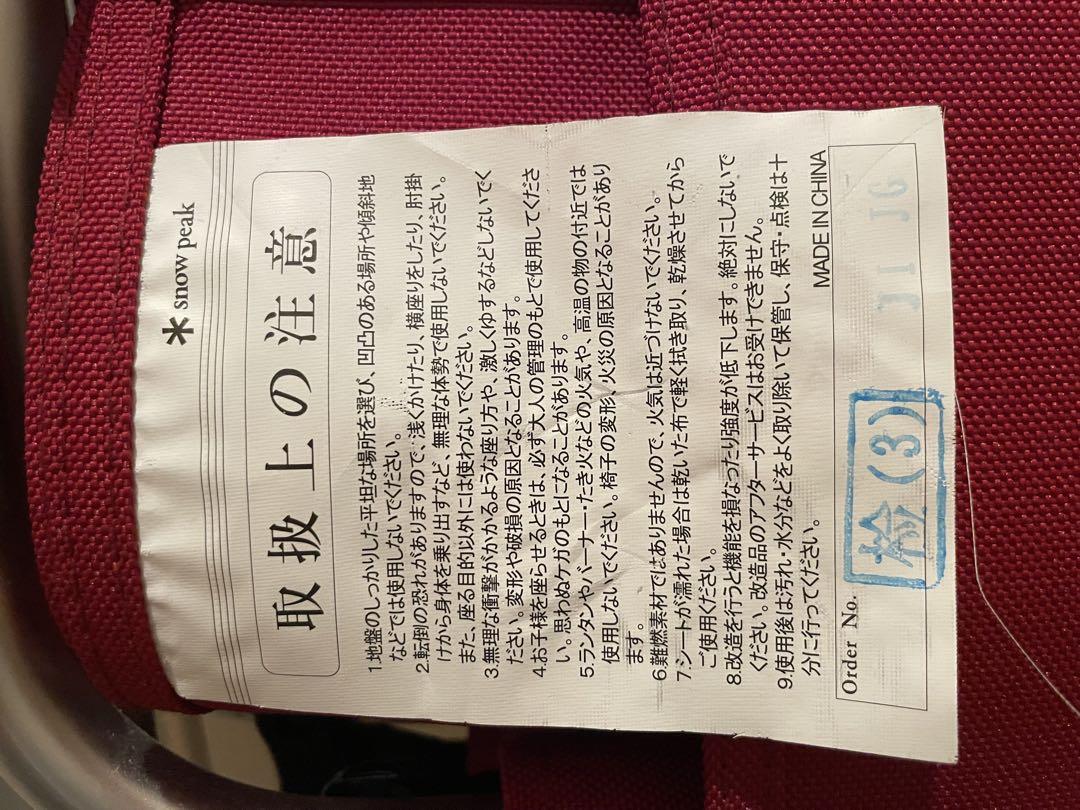 snow peak
取扱上の注意
1.地盤のしっかりした平坦な場所を選び、凹凸のある場所や傾斜地
などでは使用しないでください。
2.転倒の恐れがありますので、浅くかけたり、横座りをしたり、肘掛
けから身体を乗り出すなど、無理な体勢で使用しないでください。
また、座る目的以外には使わないでください。
3.無理な衝撃がかかるような座り方や、激しくゆするなどしないでく
ださい。変形や破損の原因となることがあります。
4.お子様を座らせるときは、必ず大人の管理のもとで使用してくださ
い。思わぬケガのもとになることがあります。
5.ランタンやバーナー・たき火などの火気や、高温の物の付近では
使用しないでください。椅子の変形、火災の原因となることがあり
ます。
6.難燃素材ではありませんので、火気は近づけないでください。
7.シートが濡れた場合は乾いた布で軽く拭き取り、乾燥させてから
ご使用ください。
8.改造を行うと機能を損なったり強度が低下します。絶対にしないで
ください。改造品のアフターサービスはお受けできません。
9.使用後は汚れ・水分などをよく取り除いて保管し、保守・点検は十
分に行ってください。
MADE IN CHINA
Order No.
検(3)